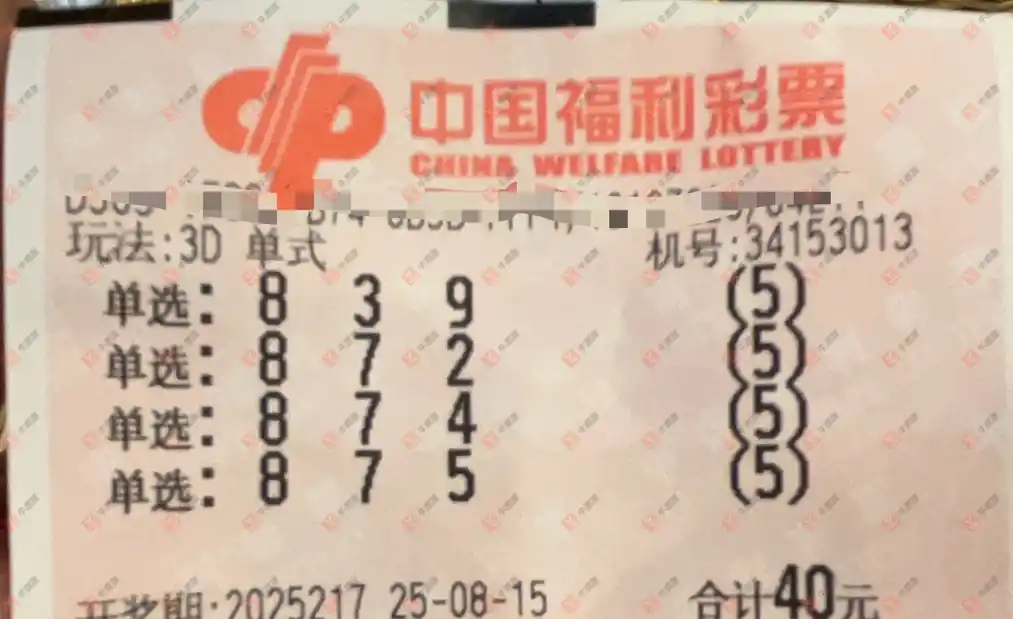 中国福利彩票
CHINA WELFARE LOTTERY
玩法:3D 单式 机号:34153013
单选: 8 3 9 (5)
单选: 8 7 2 (5)
单选: 8 7 4 (5)
单选: 8 7 5 (5)
开奖期:2025217 25-08-15 合计40元